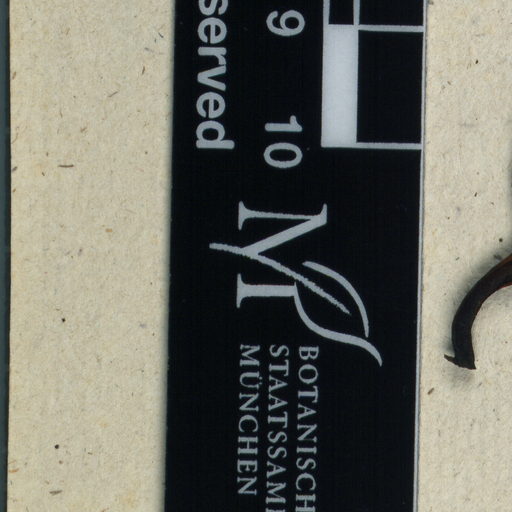 9 10
served
BOTANISCH
STAATSSAM
MÜNCHEN